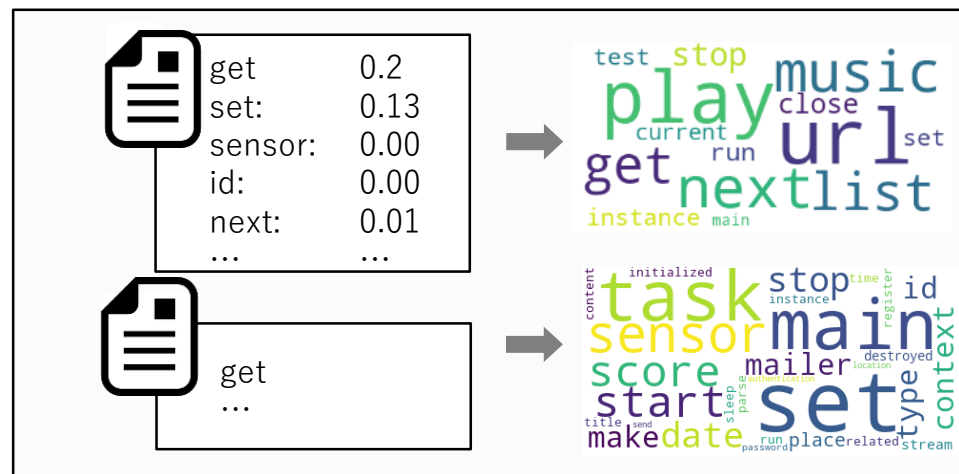 get 0.2
set: 0.13
sensor: 0.00
id: 0.00
next: 0.01
... ...
test stop music
play close
current url set
get run
next list
instance main
get
...
content initialized stop time register
task instance id
sensor main context
score mailer destroyed
authentication location
start sleep parse set type
title send
make date password run place related stream